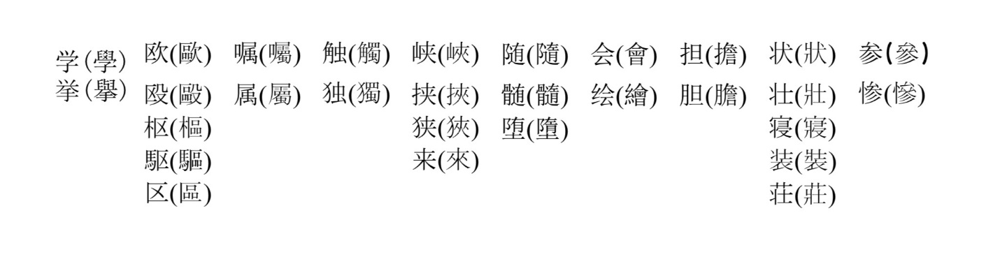 学(學) 欧(歐) 嘱(囑) 触(觸) 峡(峽) 随(隨) 会(會) 担(擔) 状(狀) 参(參)
挙(擧) 殴(毆) 属(屬) 独(獨) 挟(挾) 髄(髓) 绘(繪) 胆(膽) 壮(壯) 惨(慘)
枢(樞) 狭(狹) 堕(墮) 寝(寢)
駆(驅) 来(來) 装(裝)
区(區) 荘(莊)